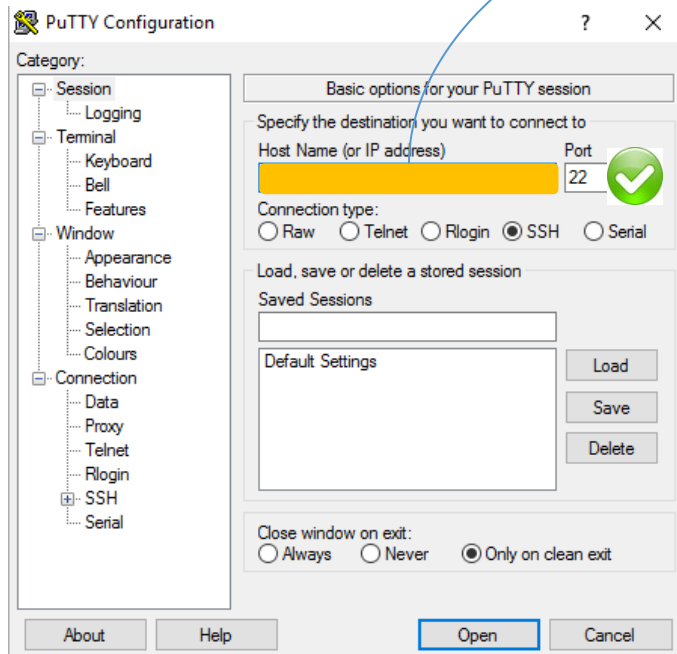 PuTTY Configuration ? ×
Category:
Session
Logging
Terminal
Keyboard
Bell
Features
Window
Appearance
Behaviour
Translation
Selection
Colours
Connection
Data
Proxy
Telnet
Rlogin
SSH
Serial
Basic options for your PuTTY session
Specify the destination you want to connect to
Host Name (or IP address) Port
22
Connection type:
Raw Telnet Rlogin SSH Serial
Load, save or delete a stored session
Saved Sessions
Default Settings
Load
Save
Delete
Close window on exit:
Always Never Only on clean exit
About Help Open Cancel